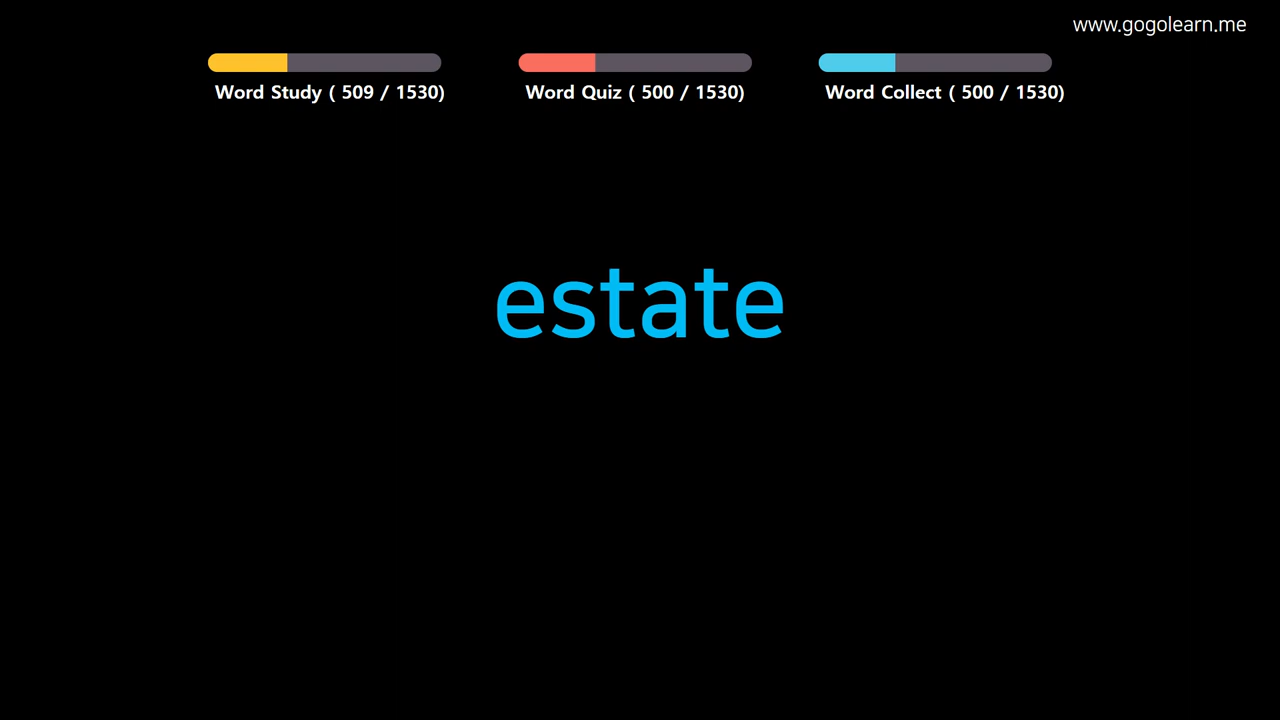 www.gogolearn.me
Word Study ( 509 / 1530)
Word Quiz ( 500 / 1530)
Word Collect ( 500 / 1530)
estate